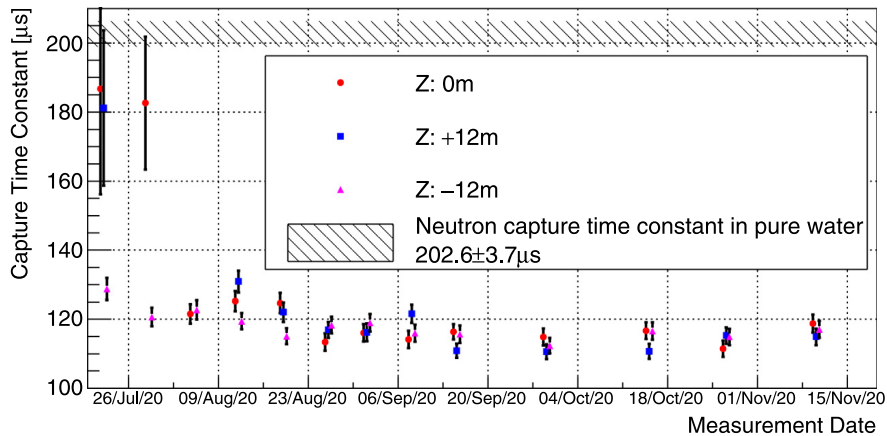 Capture Time Constant [μs]
200
180
160
140
120
100
Z: 0m
Z: +12m
Z: −12m
Neutron capture time constant in pure water
202.6±3.7μs
26/Jul/20 09/Aug/20 23/Aug/20 06/Sep/20 20/Sep/20 04/Oct/20 18/Oct/20 01/Nov/20 15/Nov/20
Measurement Date